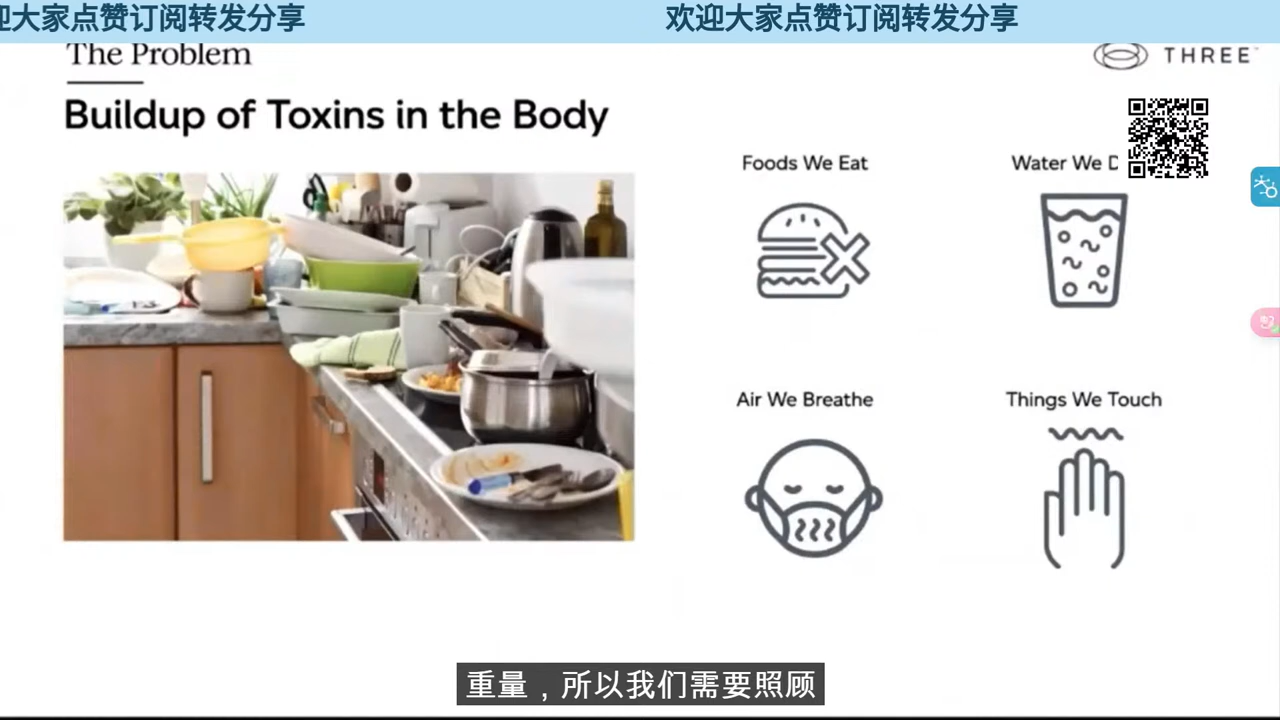 迎大家点赞订阅转发分享
欢迎大家点赞订阅转发分享
The Problem
THREE
Buildup of Toxins in the Body
Foods We Eat
Water We D
Air We Breathe
Things We Touch
重量，所以我们需要照顾